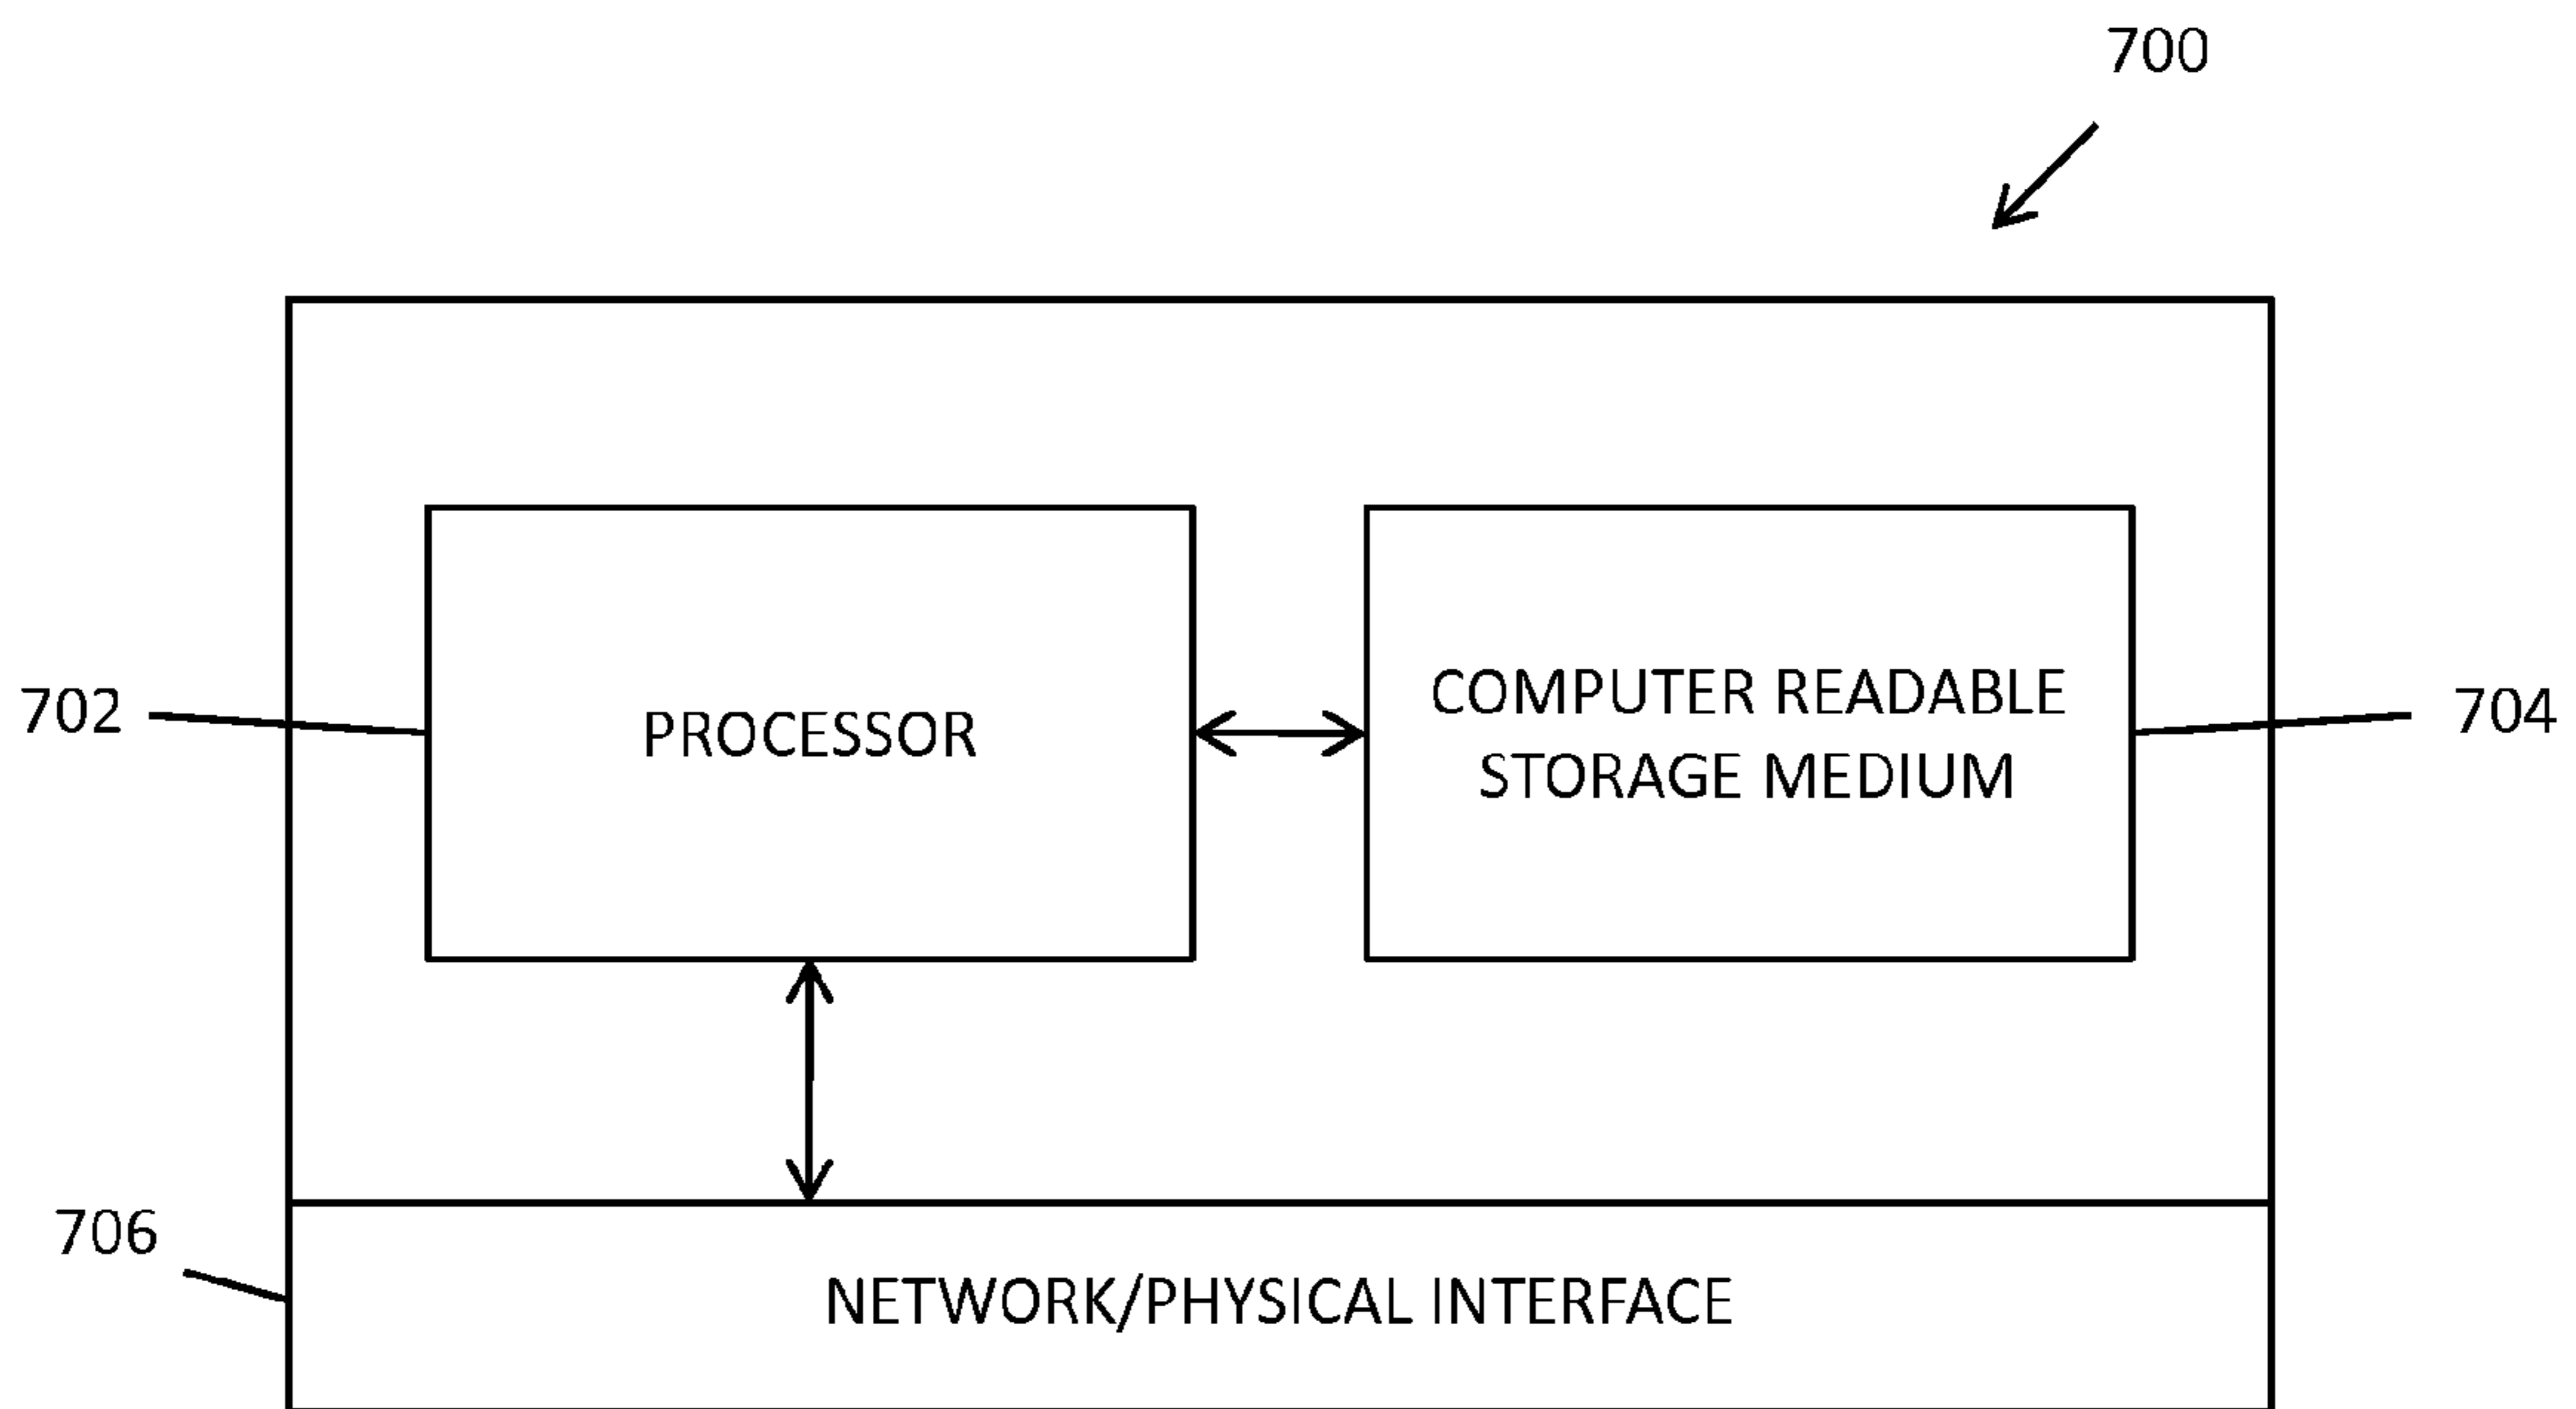 700
702
PROCESSOR
COMPUTER READABLE
STORAGE MEDIUM
704
706
NETWORK/PHYSICAL INTERFACE